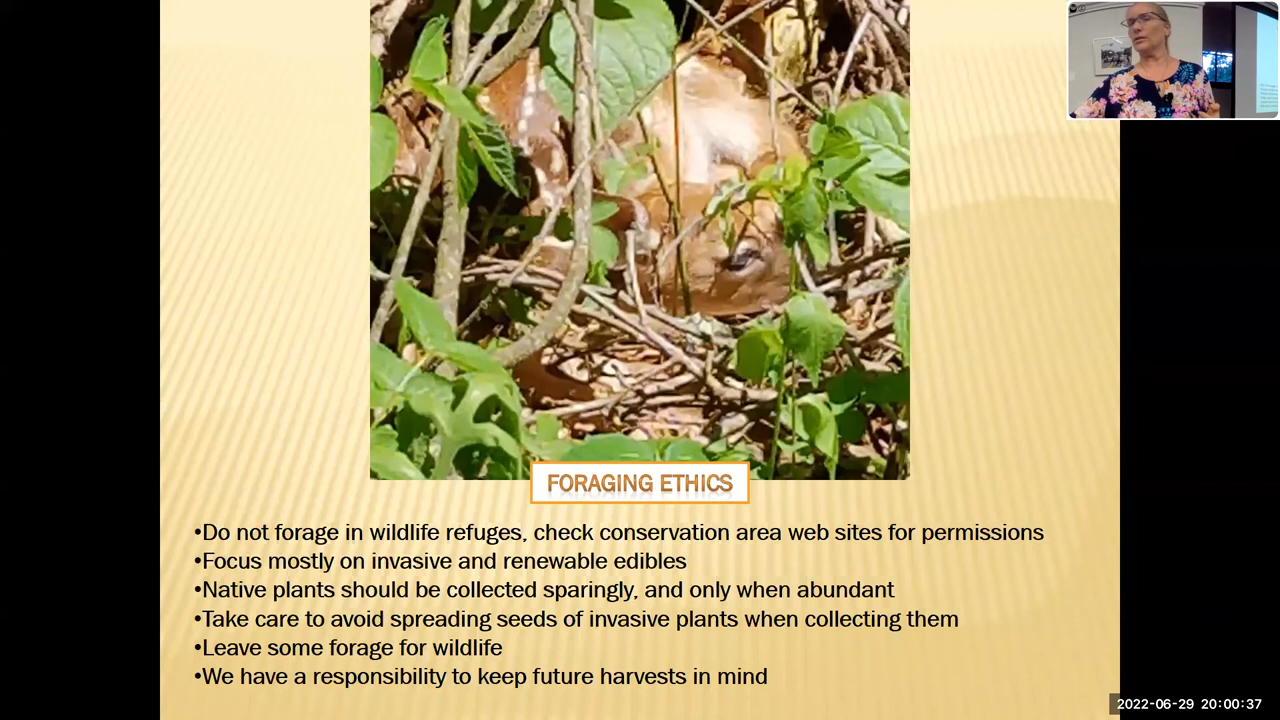 FORAGING ETHICS
•Do not forage in wildlife refuges, check conservation area web sites for permissions
•Focus mostly on invasive and renewable edibles
•Native plants should be collected sparingly, and only when abundant
•Take care to avoid spreading seeds of invasive plants when collecting them
•Leave some forage for wildlife
•We have a responsibility to keep future harvests in mind
2022-06-29 20:00:37